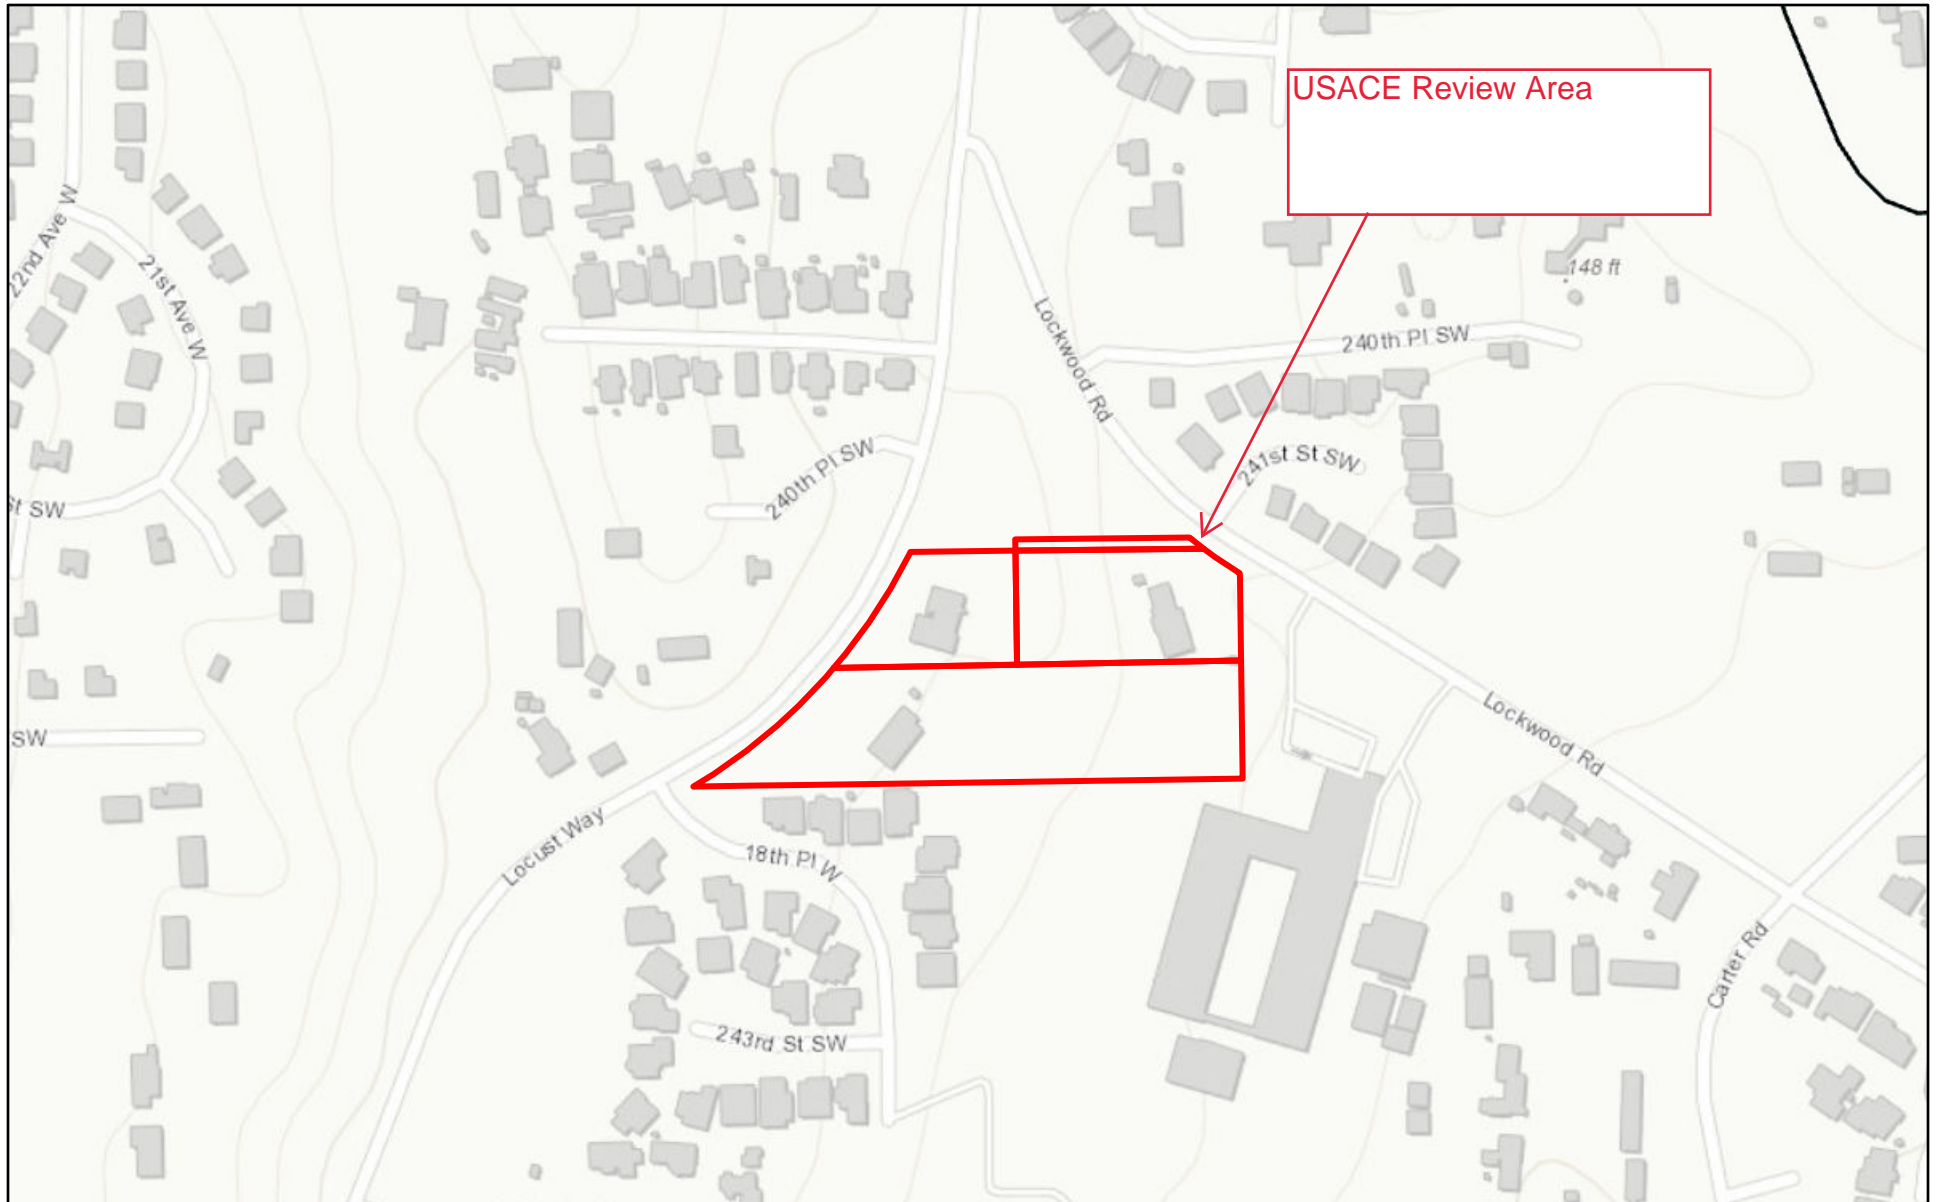 USACE Review Area
22nd Ave W
21st Ave W
148 ft
Lockwood Rd
240th Pl SW
240th Pl SW
241st St SW
St SW
SW
Lockwood Rd
Locust Way
18th Pl W
Carter Rd
243rd St SW